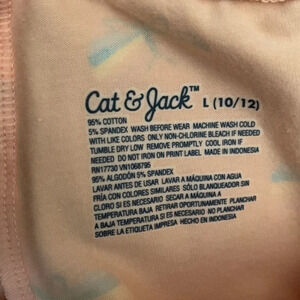 Cat & Jack™ L (10/12)
95% COTTON
5% SPANDEX WASH BEFORE WEAR MACHINE WASH COLD
WITH LIKE COLORS ONLY NON-CHLORINE BLEACH IF NEEDED
TUMBLE DRY LOW REMOVE PROMPTLY COOL IRON IF
NEEDED DO NOT IRON ON PRINT LABEL MADE IN INDONESIA
RN17730 VN1068795
95% ALGODÓN 5% SPANDEX
LAVAR ANTES DE USAR LAVAR A MÁQUINA CON AGUA
FRÍA CON COLORES SIMILARES SÓLO BLANQUEADOR SIN
CLORO SI ES NECESARIO SECAR A MÁQUINA A
TEMPERATURA BAJA RETIRAR OPORTUNAMENTE PLANCHAR
A BAJA TEMPERATURA SI ES NECESARIO NO PLANCHAR
SOBRE LA ETIQUETA IMPRESA HECHO EN INDONESIA